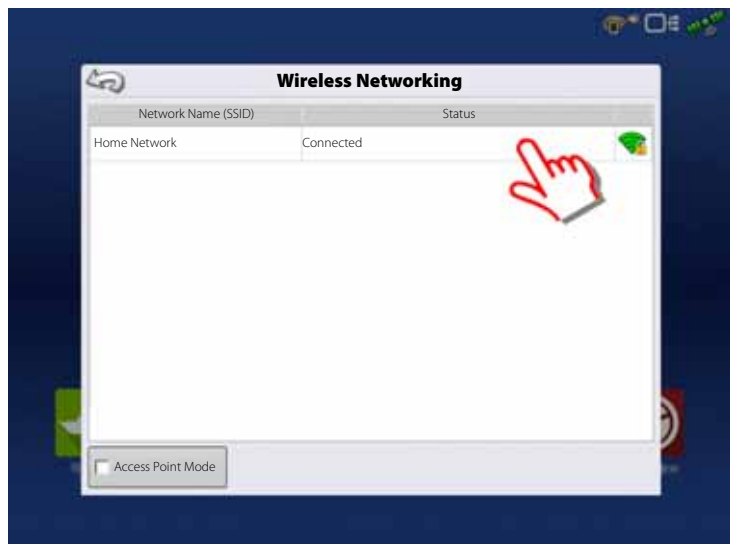 Wireless Networking
Network Name (SSID) Status
Home Network Connected
Access Point Mode